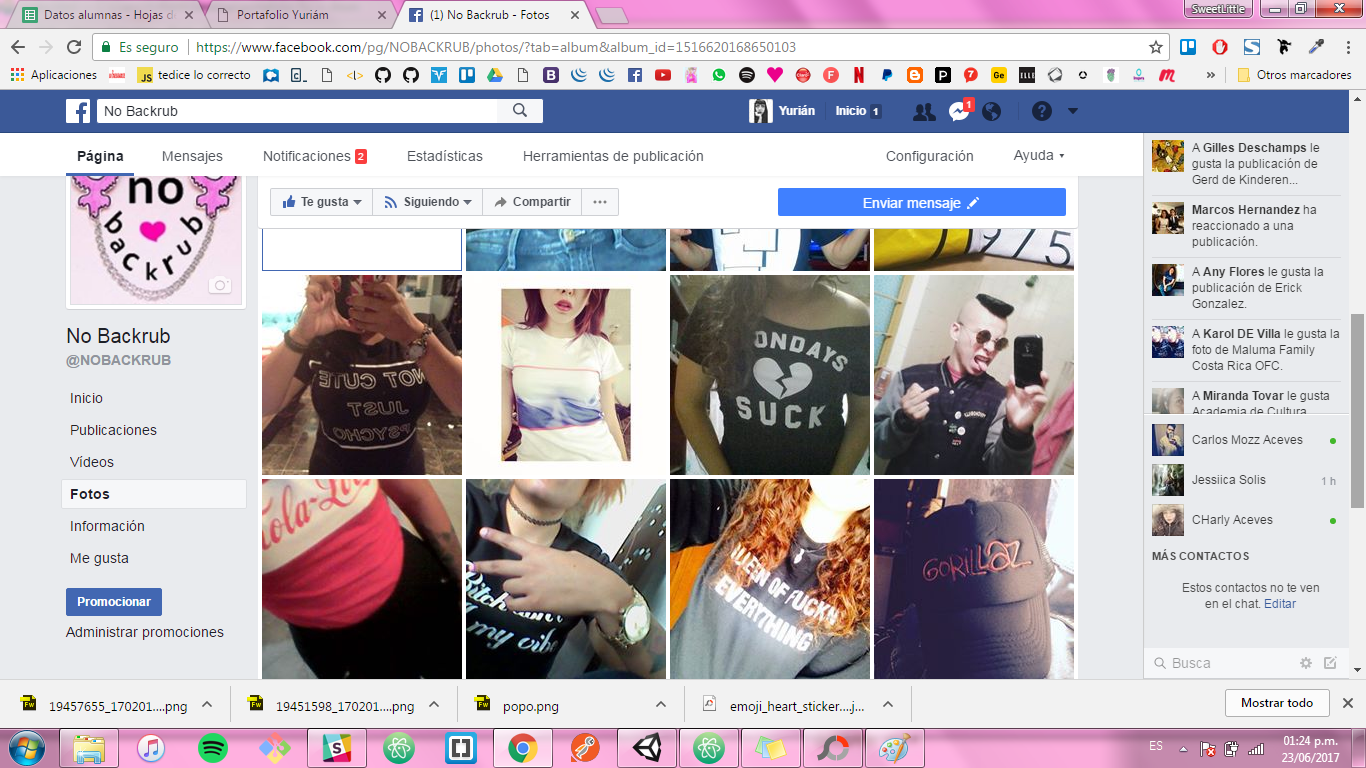 Datos alumnas - Hojas d
Portafolio Yuriám
(1) No Backrub - Fotos
SweetLittle
Es seguro
https://www.facebook.com/pg/NOBACKRUB/photos/?tab=album&album_id=1516620168650103
Aplicaciones
tedice lo correcto
»
Otros marcadores
No Backrub
Yurián
Inicio 1
1
Página
Mensajes
Notificaciones 2
Estadísticas
Herramientas de publicación
Configuración
Ayuda
no
backrub
Te gusta
Siguiendo
Compartir
...
Enviar mensaje
No Backrub
@NOBACKRUB
Inicio
Publicaciones
Vídeos
Fotos
Información
Me gusta
Promocionar
Administrar promociones
1975
NOT CUTE
JUST
PSYCHO
ONDAYS
SUCK
Cola-
Bitch
my vibe
UEEN OF FUCKN
EVERYTHING
GORILLAZ
A Gilles Deschamps le
gusta la publicación de
Gerd de Kinderen...
Marcos Hernandez ha
reaccionado a una
publicación.
A Any Flores le gusta la
publicación de Erick
Gonzalez.
A Karol DE Villa le gusta la
foto de Maluma Family
Costa Rica OFC.
A Miranda Tovar le gusta
Academia de Cultura
Carlos Mozz Aceves
Jessiica Solis
1 h
CHarly Aceves
MÁS CONTACTOS
Estos contactos no te ven
en el chat. Editar
Busca
19457655_170201....png
19451598_170201....png
popo.png
emoji_heart_sticker....j...
Mostrar todo
ES
01:24 p.m.
23/06/2017